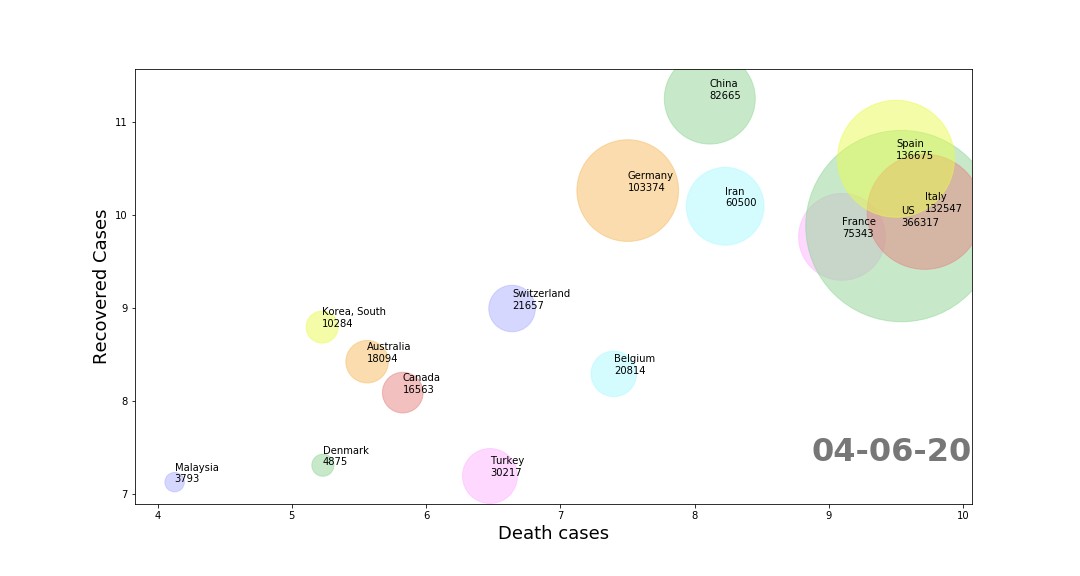 China
82665
11
Spain
136675
Germany
103374
Iran
60500
Italy
132547
US
366317
10
France
75343
Recovered Cases
9
Switzerland
21657
Korea, South
10284
Australia
18094
Belgium
20814
Canada
16563
8
04-06-20
Denmark
4875
Turkey
30217
Malaysia
3793
7
4 5 6 7 8 9 10
Death cases